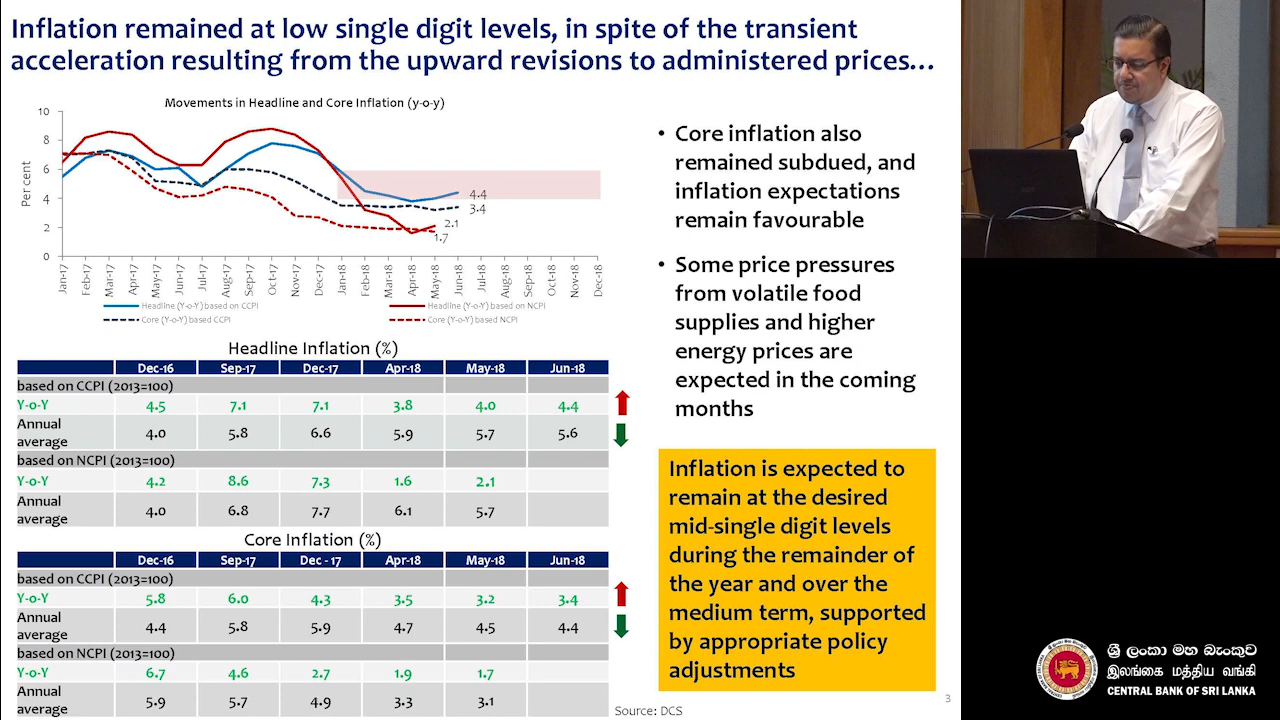 Inflation remained at low single digit levels, in spite of the transient
acceleration resulting from the upward revisions to administered prices...
Movements in Headline and Core Inflation (y-o-y)
Per cent
10
8
6
4
2
0
4.4
3.4
2.1
1.7
Jan-17 Feb-17 Mar-17 Apr-17 May-17 Jun-17 Jul-17 Aug-17 Sep-17 Oct-17 Nov-17 Dec-17 Jan-18 Feb-18 Mar-18 Apr-18 May-18 Jun-18 Jul-18 Aug-18 Sep-18 Oct-18 Nov-18 Dec-18
Headline (Y-o-Y) based on CCPI Headline (Y-o-Y) based on NCPI
Core (Y-o-Y) based CCPI Core (Y-o-Y) based NCPI
Headline Inflation (%)
Dec-16 Sep-17 Dec-17 Apr-18 May-18 Jun-18
based on CCPI (2013=100)
Y-o-Y 4.5 7.1 7.1 3.8 4.0 4.4
Annual
average 4.0 5.8 6.6 5.9 5.7 5.6
based on NCPI (2013=100)
Y-o-Y 4.2 8.6 7.3 1.6 2.1
Annual
average 4.0 6.8 7.7 6.1 5.7
Core Inflation (%)
Dec-16 Sep-17 Dec - 17 Apr-18 May-18 Jun-18
based on CCPI (2013=100)
Y-o-Y 5.8 6.0 4.3 3.5 3.2 3.4
Annual
average 4.4 5.8 5.9 4.7 4.5 4.4
based on NCPI (2013=100)
Y-o-Y 6.7 4.6 2.7 1.9 1.7
Annual
average 5.9 5.7 4.9 3.3 3.1
Source: DCS
• Core inflation also
remained subdued, and
inflation expectations
remain favourable
• Some price pressures
from volatile food
supplies and higher
energy prices are
expected in the coming
months
Inflation is expected to
remain at the desired
mid-single digit levels
during the remainder of
the year and over the
medium term, supported
by appropriate policy
adjustments
3
ශ්‍රී ලංකා මහ බැංකුව
இலங்கை மத்திய வங்கி
CENTRAL BANK OF SRI LANKA